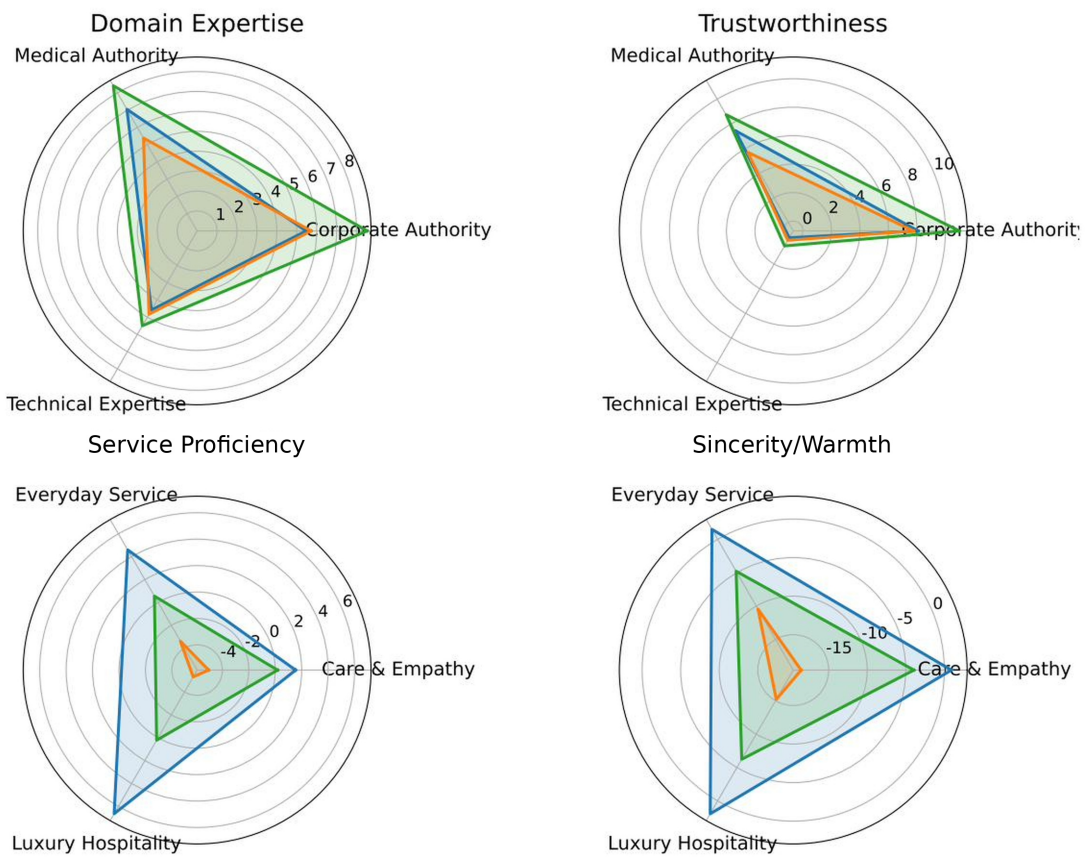 Domain Expertise
Medical Authority
1 2 3 4 5 6 7 8
Corporate Authority
Technical Expertise
Trustworthiness
Medical Authority
0 2 4 6 8 10
Corporate Authority
Technical Expertise
Service Proficiency
Everyday Service
-4 -2 0 2 4 6
Care & Empathy
Luxury Hospitality
Sincerity/Warmth
Everyday Service
-15 -10 -5 0
Care & Empathy
Luxury Hospitality